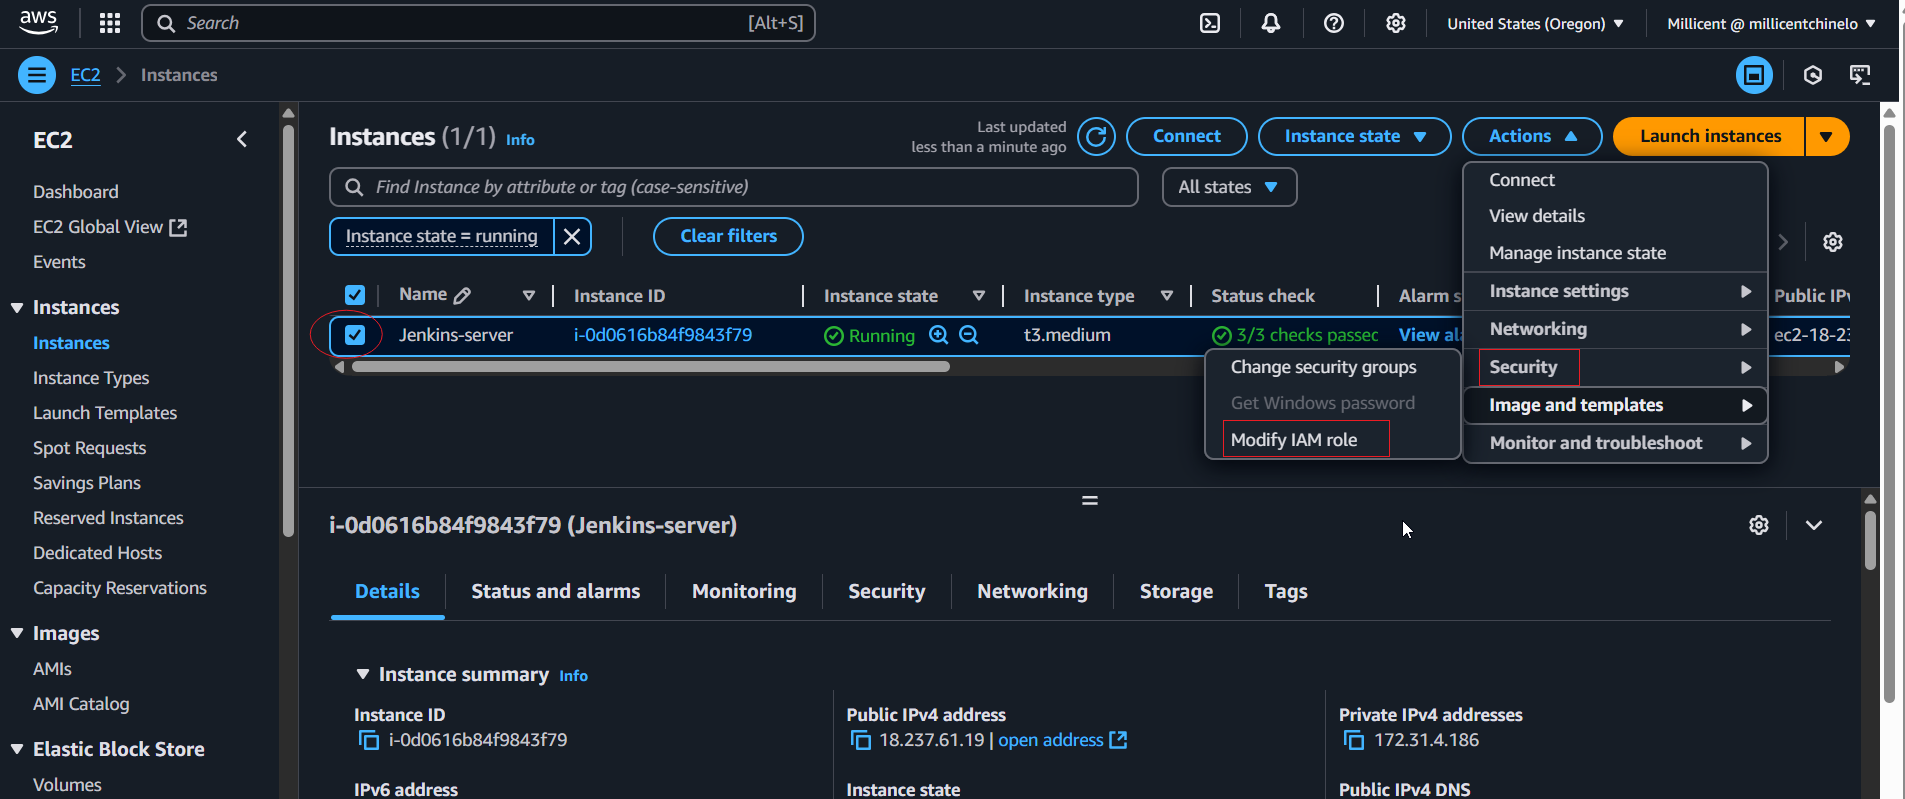 aws
Search [Alt+S]
United States (Oregon)
Millicent @ millicentchinelo
EC2 Instances
EC2
Dashboard
EC2 Global View
Events
Instances
Instances
Instance Types
Launch Templates
Spot Requests
Savings Plans
Reserved Instances
Dedicated Hosts
Capacity Reservations
Images
AMIs
AMI Catalog
Elastic Block Store
Volumes
Instances (1/1) Info
Last updated
less than a minute ago
Connect
Instance state
Actions
Launch instances
Find Instance by attribute or tag (case-sensitive)
All states
Instance state = running
Clear filters
Name Instance ID Instance state Instance type Status check Alarm s Public IPv
Jenkins-server i-0d0616b84f9843f79 Running t3.medium 3/3 checks passec View ala ec2-18-23
Connect
View details
Manage instance state
Instance settings
Networking
Security
Image and templates
Monitor and troubleshoot
Change security groups
Get Windows password
Modify IAM role
i-0d0616b84f9843f79 (Jenkins-server)
Details Status and alarms Monitoring Security Networking Storage Tags
Instance summary Info
Instance ID
i-0d0616b84f9843f79
Public IPv4 address
18.237.61.19 | open address
Private IPv4 addresses
172.31.4.186
IPv6 address
Instance state
Public IPv4 DNS